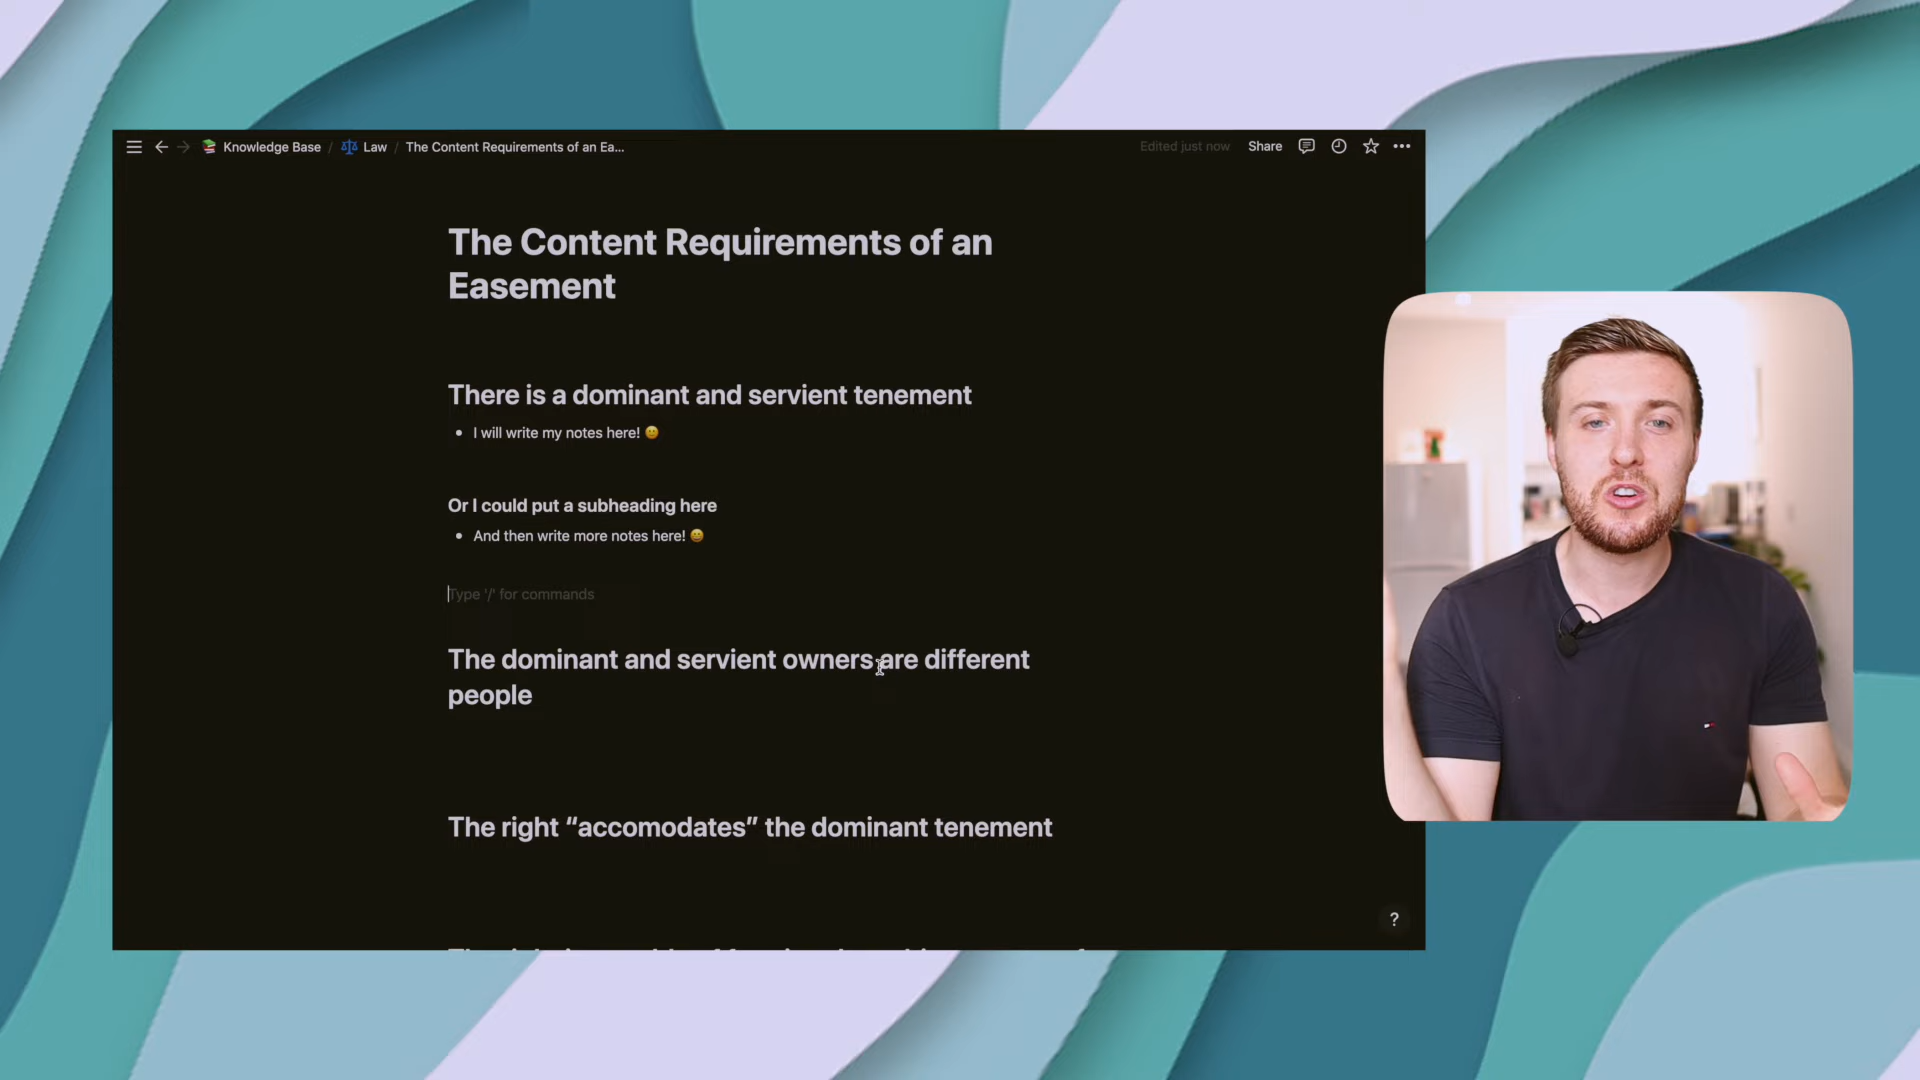 Knowledge Base / Law / The Content Requirements of an Ea...
Edited just now Share
The Content Requirements of an
Easement
There is a dominant and servient tenement
• I will write my notes here! 🙂
Or I could put a subheading here
• And then write more notes here! 😀
Type '/' for commands
The dominant and servient owners are different
people
The right “accomodates” the dominant tenement
?